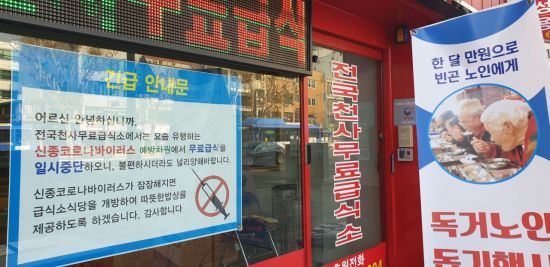 무료급식
긴급 안내문
어르신 안녕하십니까,
전국천사무료급식소에서는 요즘 유행하는
신종코로나바이러스 예방차원에서 무료급식을
일시중단하오니, 불편하시더라도 널리양해바랍니다.
신종코로나바이러스가 잠잠해지면
급식소식당을 개방하여 따뜻한밥상을
제공하도록 하겠습니다. 감사합니다
전국천사무료급식소
후원전화
한 달 만원으로
빈곤 노인에게
독거노인